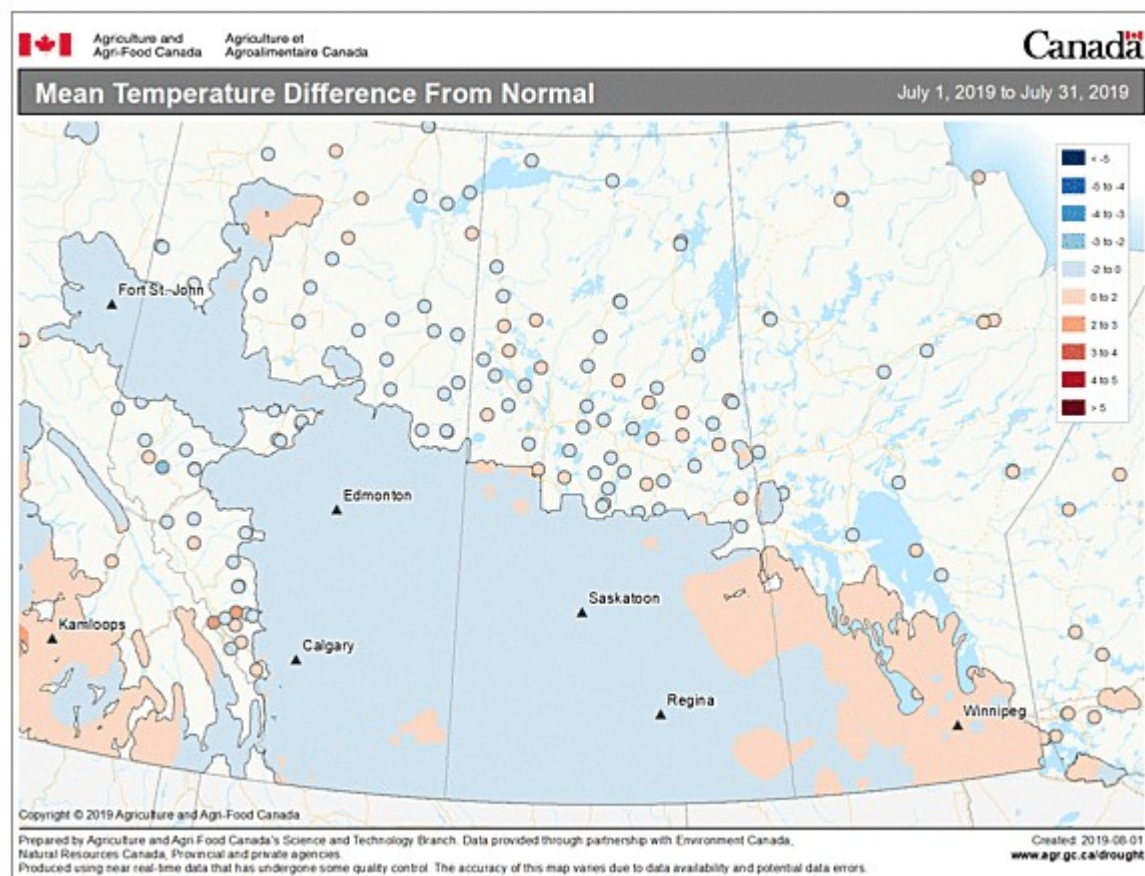 Agriculture and Agriculture et
Agri-Food Canada Agroalimentaire Canada
Canada
Mean Temperature Difference From Normal July 1, 2019 to July 31, 2019
< -5
-5 to -4
-4 to -3
-3 to -2
-2 to 0
0 to 2
2 to 3
3 to 4
4 to 5
> 5
Fort St. John
Edmonton
Saskatoon
Kamloops
Calgary
Regina
Winnipeg
Copyright © 2019 Agriculture and Agri-Food Canada
Prepared by Agriculture and Agri Food Canada's Science and Technology Branch. Data provided through partnership with Environment Canada,
Natural Resources Canada, Provincial and private agencies.
Produced using near real-time data that has undergone some quality control. The accuracy of this map varies due to data availability and potential data errors.
Created: 2019-08-01
www.agr.gc.ca/drought